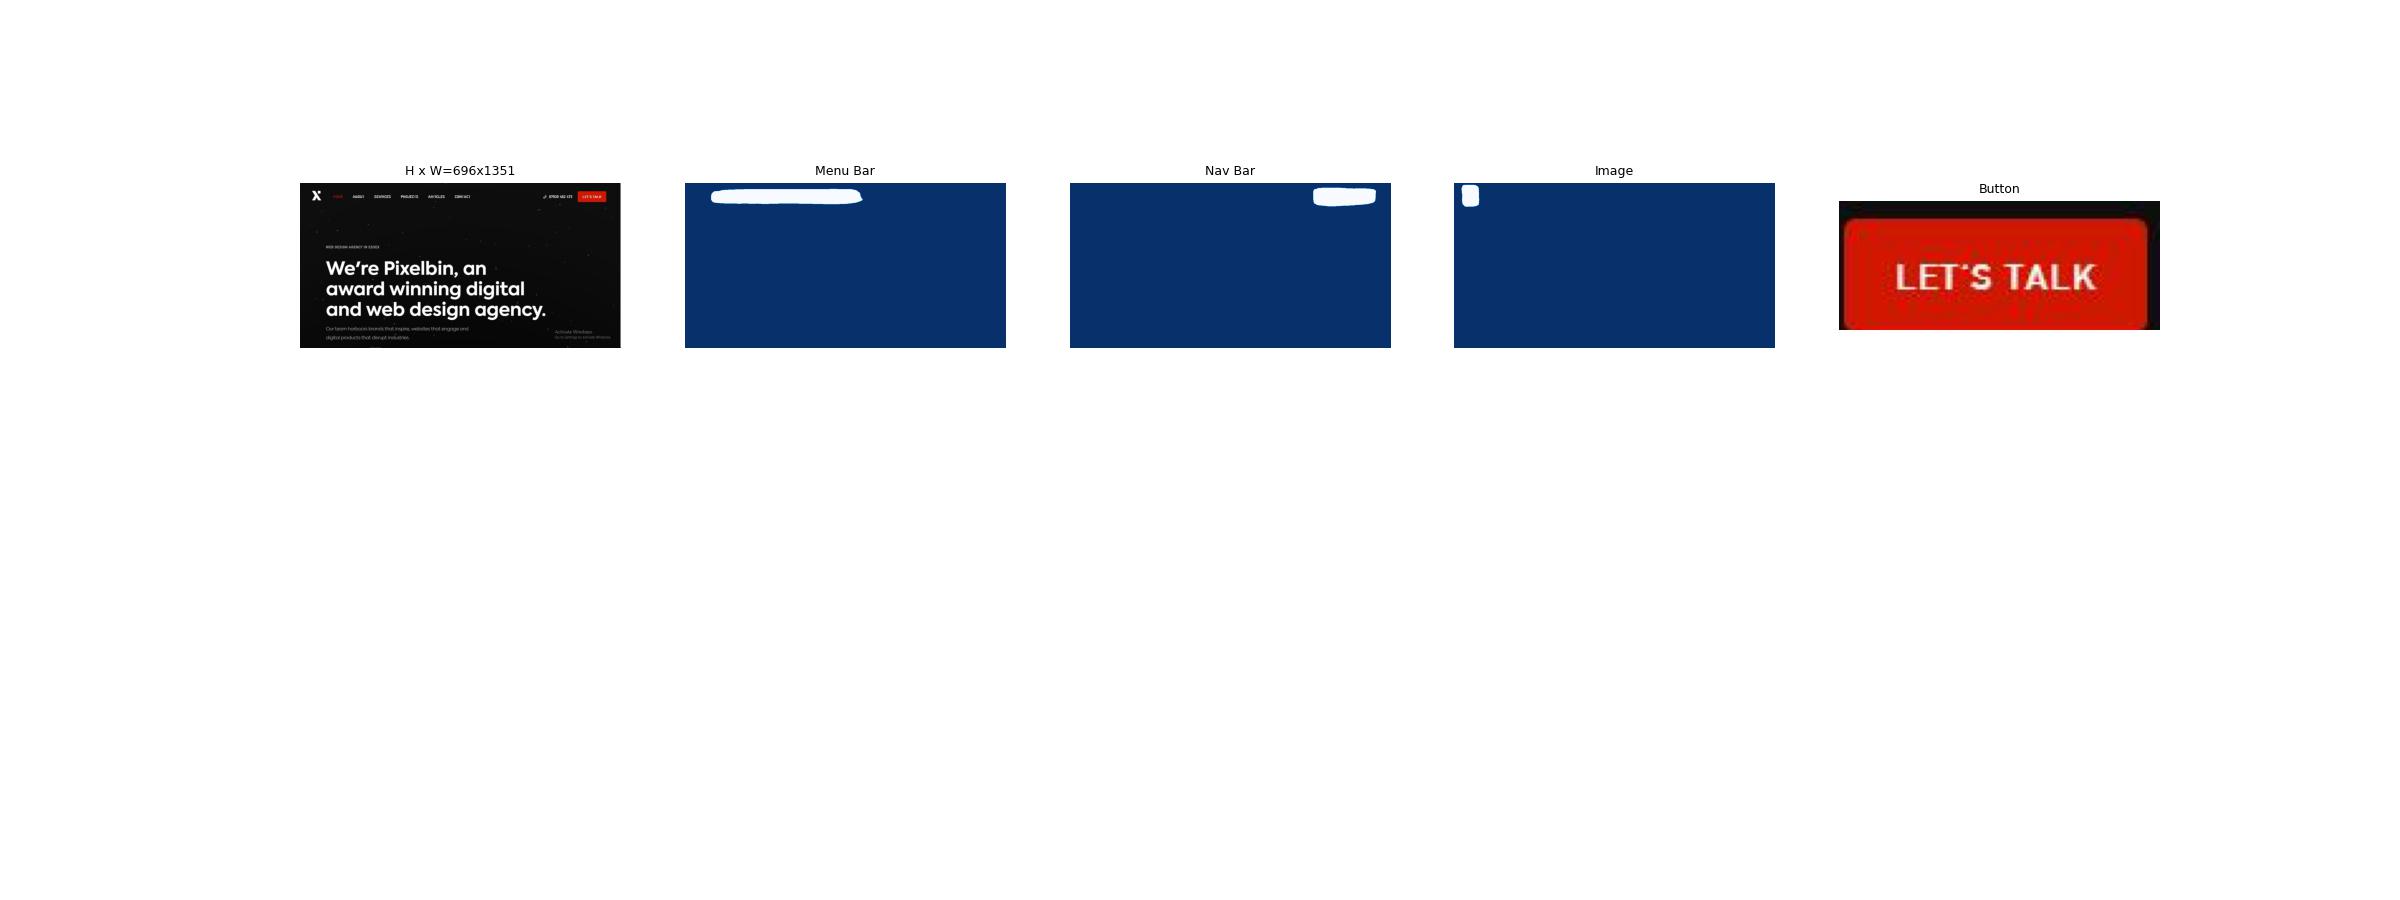 H x W=696x1351
Menu Bar
Nav Bar
Image
Button
HOME ABOUT SERVICES PROJECTS ARTICLES CONTACT
LET'S TALK
WEB DESIGN AGENCY IN ESSEX
We're Pixelbin, an
award winning digital
and web design agency.
Our team harbours brands that inspire, websites that engage and
digital products that disrupt industries.
Activate Windows
Go to Settings to activate Windows.
LET'S TALK